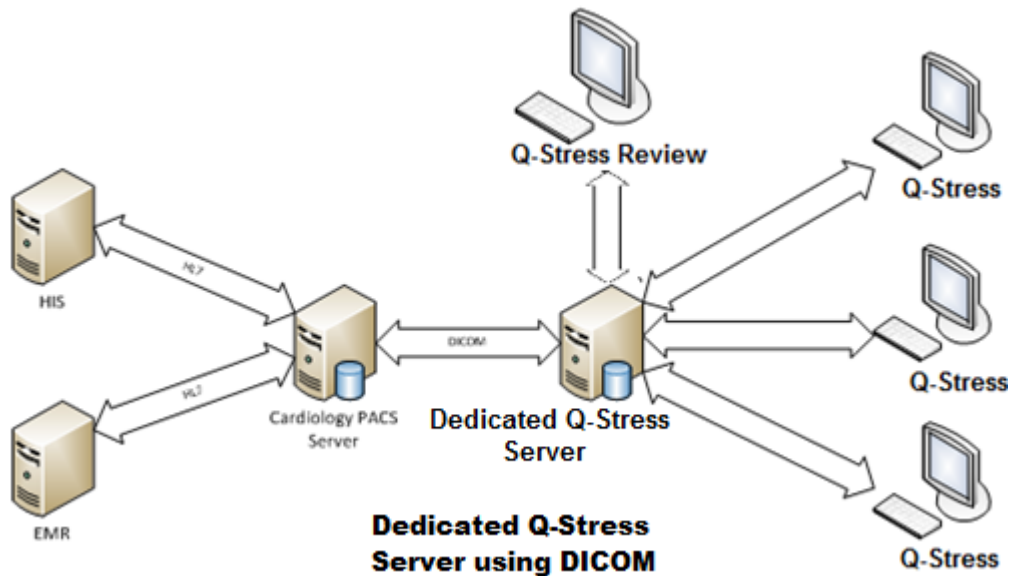 Q-Stress Review
Q-Stress
HIS
HL7
Q-Stress
DICOM
Cardiology PACS
Server
Dedicated Q-Stress
Server
HL7
EMR
Q-Stress
Dedicated Q-Stress
Server using DICOM